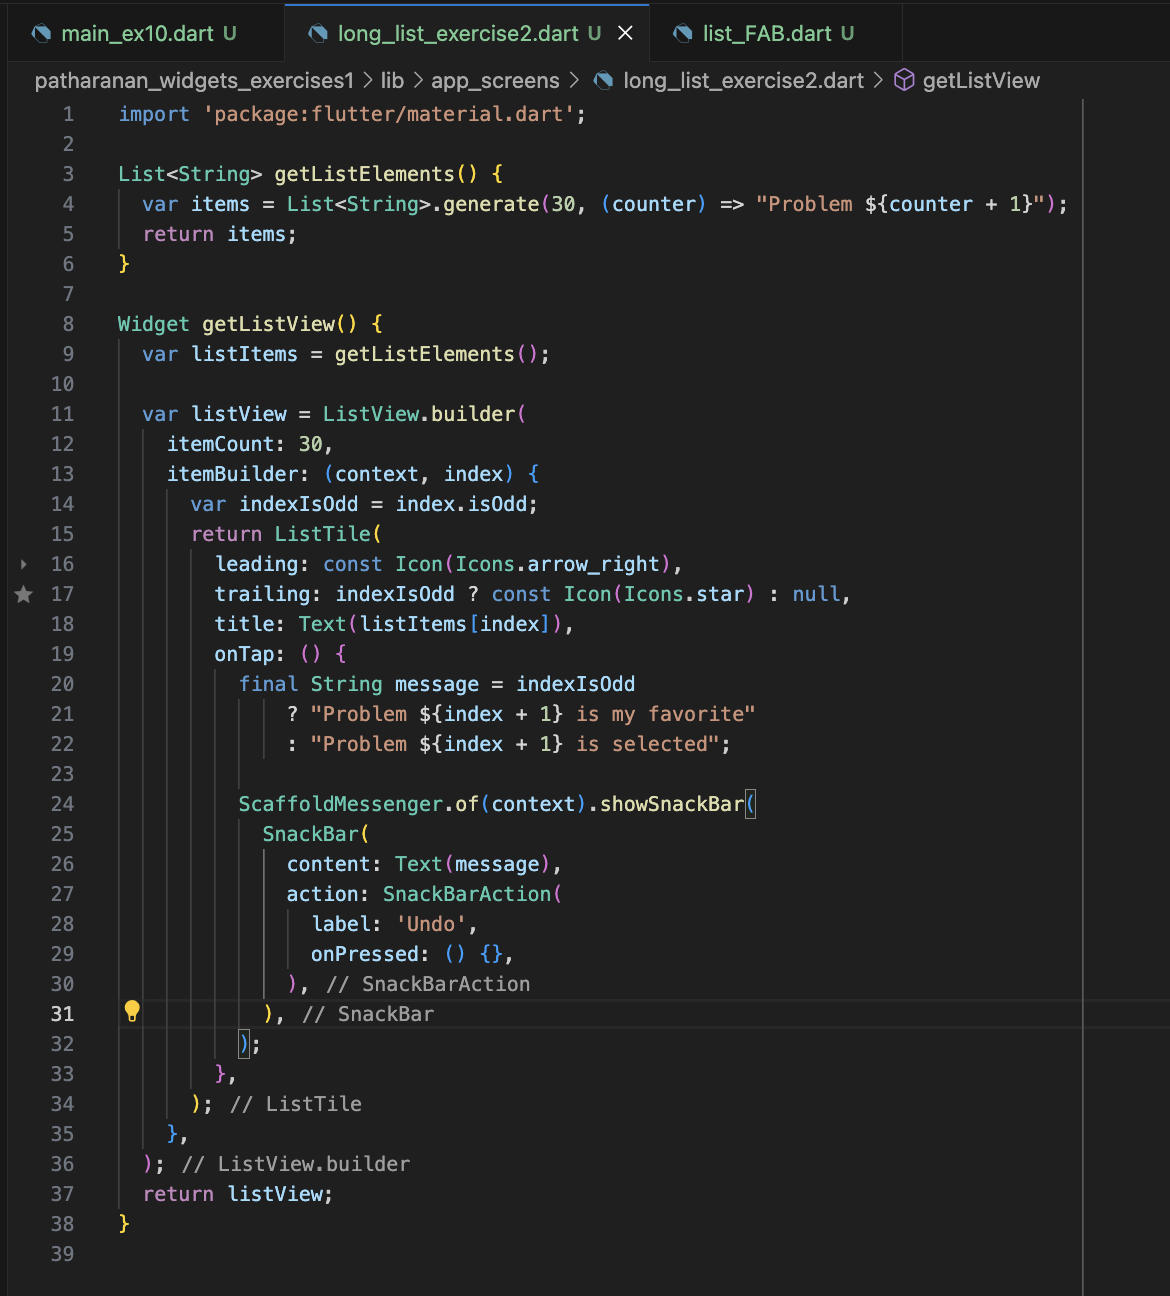 main_ex10.dart U
long_list_exercise2.dart U
list_FAB.dart U
patharanan_widgets_exercises1 > lib > app_screens > long_list_exercise2.dart > getListView
1 import 'package:flutter/material.dart';
2
3 List<String> getListElements() {
4   var items = List<String>.generate(30, (counter) => "Problem ${counter + 1}");
5   return items;
6 }
7
8 Widget getListView() {
9   var listItems = getListElements();
10
11   var listView = ListView.builder(
12     itemCount: 30,
13     itemBuilder: (context, index) {
14       var indexIsOdd = index.isOdd;
15       return ListTile(
16         leading: const Icon(Icons.arrow_right),
17         trailing: indexIsOdd ? const Icon(Icons.star) : null,
18         title: Text(listItems[index]),
19         onTap: () {
20           final String message = indexIsOdd
21               ? "Problem ${index + 1} is my favorite"
22               : "Problem ${index + 1} is selected";
23
24           ScaffoldMessenger.of(context).showSnackBar(
25             SnackBar(
26               content: Text(message),
27               action: SnackBarAction(
28                 label: 'Undo',
29                 onPressed: () {},
30               ), // SnackBarAction
31             ), // SnackBar
32           );
33         },
34       ); // ListTile
35     },
36   ); // ListView.builder
37   return listView;
38 }
39